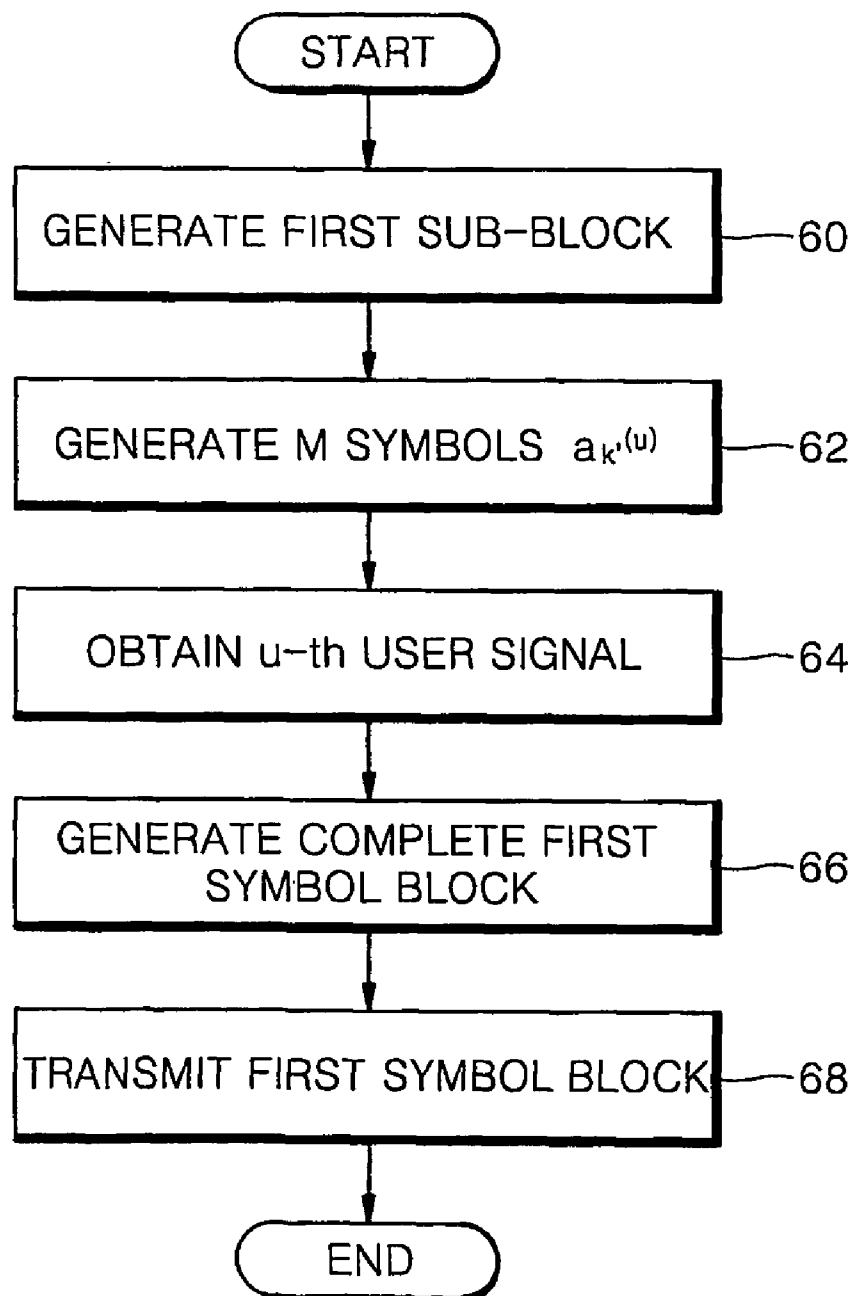 START
GENERATE FIRST SUB-BLOCK
60
GENERATE M SYMBOLS ak'(u)
62
OBTAIN u-th USER SIGNAL
64
GENERATE COMPLETE FIRST
SYMBOL BLOCK
66
TRANSMIT FIRST SYMBOL BLOCK
68
END